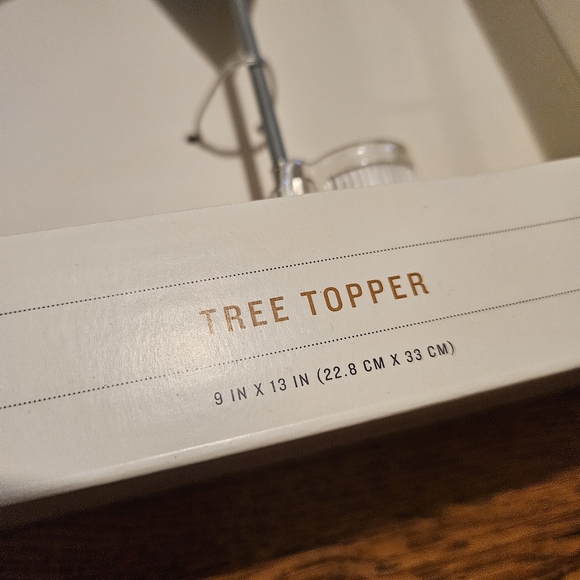 TREE TOPPER
9 IN X 13 IN (22.8 CM X 33 CM)